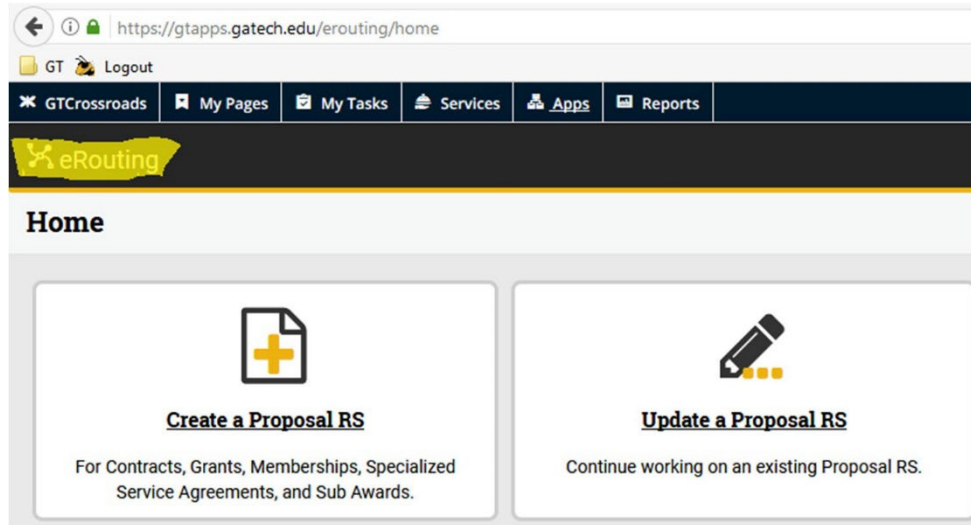 https://gtapps.gatech.edu/erouting/home
GT Logout
GTCrossroads My Pages My Tasks Services Apps Reports
eRouting
Home
Create a Proposal RS
For Contracts, Grants, Memberships, Specialized
Service Agreements, and Sub Awards.
Update a Proposal RS
Continue working on an existing Proposal RS.